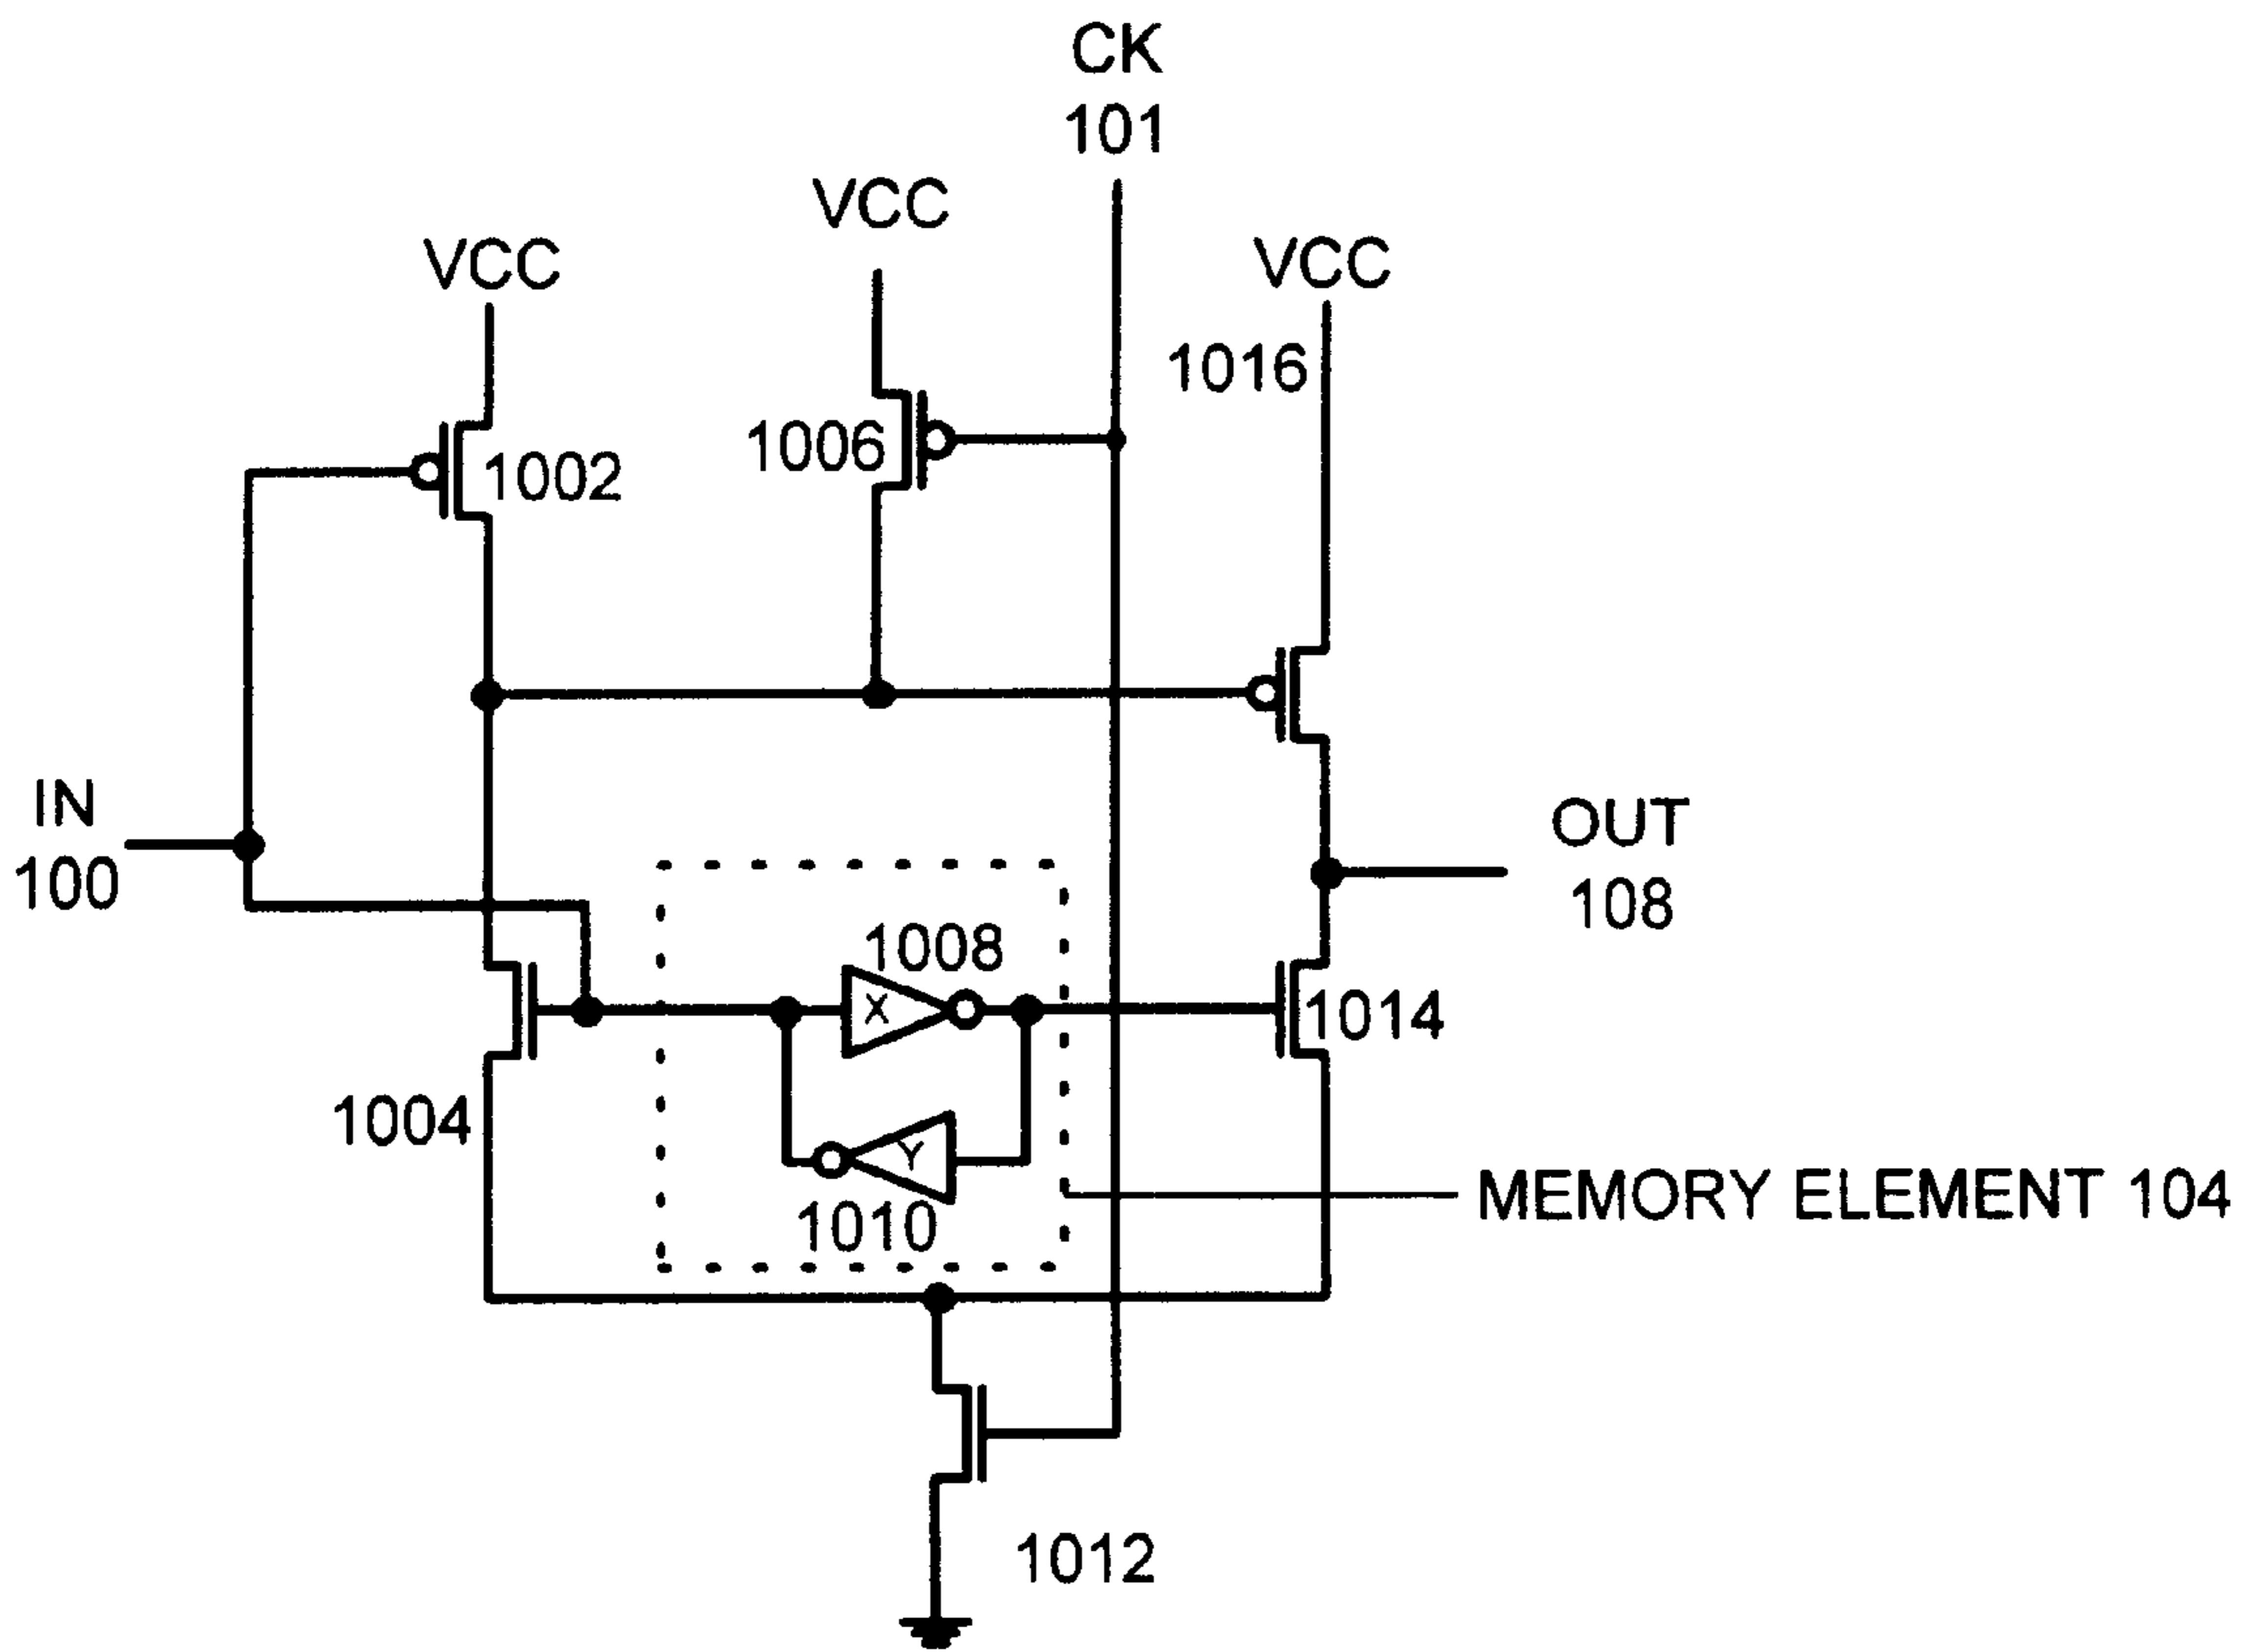 CK
101
VCC
VCC
VCC
1016
1006
1002
IN
100
OUT
108
1008
X
1014
1004
Y
1010
MEMORY ELEMENT 104
1012